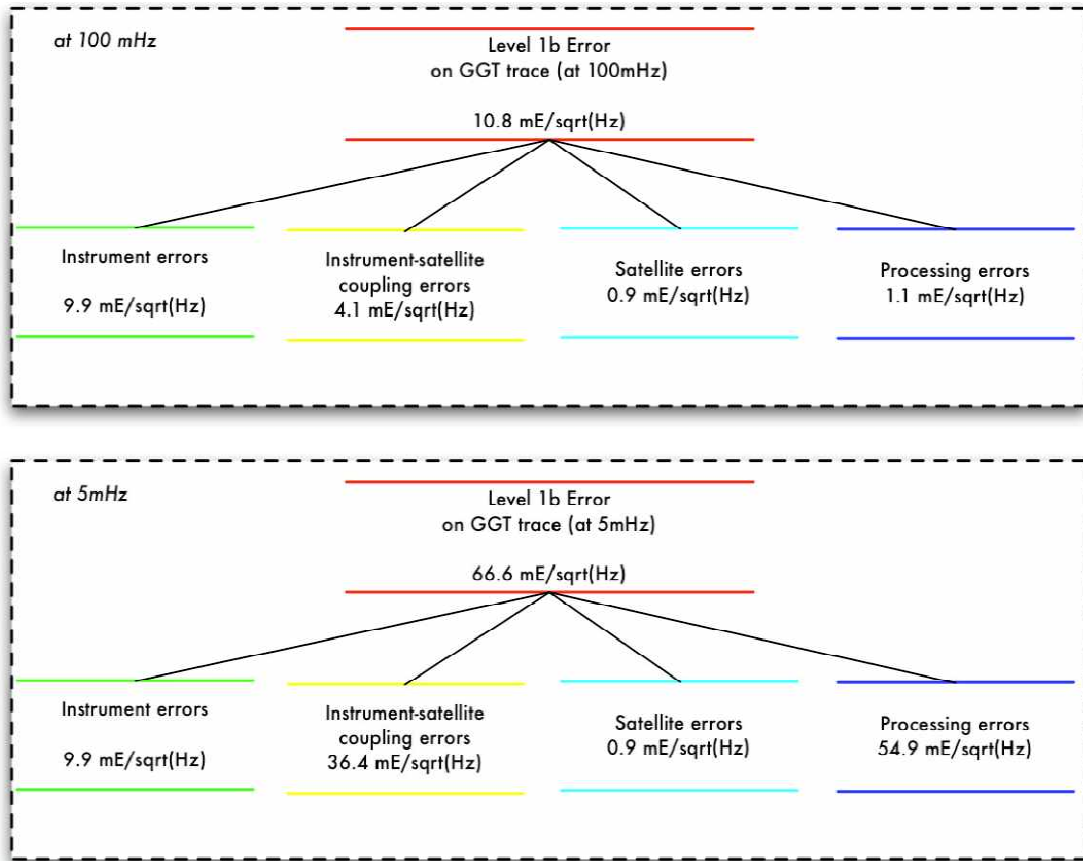 at 100 mHz
Level 1b Error
on GGT trace (at 100mHz)
10.8 mE/sqrt(Hz)
Instrument errors
9.9 mE/sqrt(Hz)
Instrument-satellite
coupling errors
4.1 mE/sqrt(Hz)
Satellite errors
0.9 mE/sqrt(Hz)
Processing errors
1.1 mE/sqrt(Hz)
at 5mHz
Level 1b Error
on GGT trace (at 5mHz)
66.6 mE/sqrt(Hz)
Instrument errors
9.9 mE/sqrt(Hz)
Instrument-satellite
coupling errors
36.4 mE/sqrt(Hz)
Satellite errors
0.9 mE/sqrt(Hz)
Processing errors
54.9 mE/sqrt(Hz)